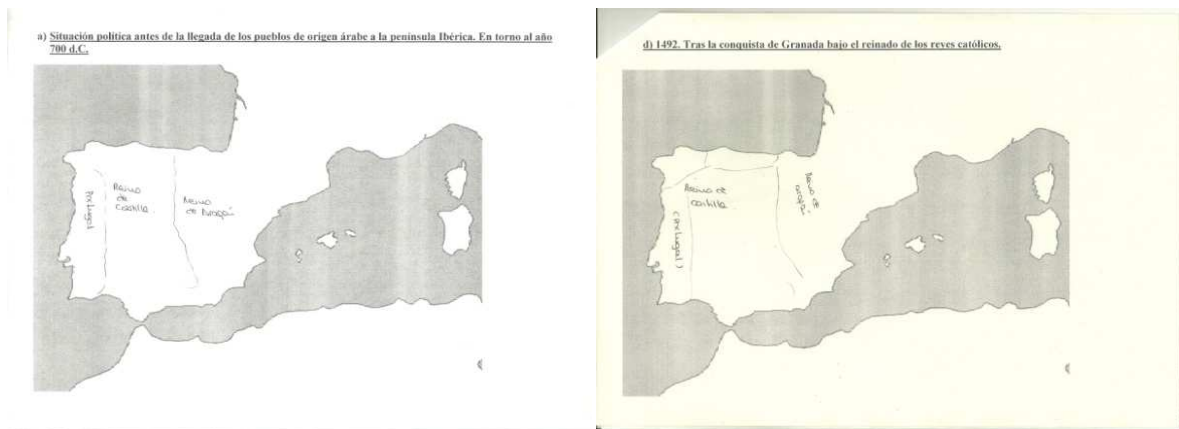 a) Situación política antes de la llegada de los pueblos de origen árabe a la península Ibérica. En torno al año
700 d.C.
Portugal
Reino
de
Castilla
Reino
de Aragón
d) 1492. Tras la conquista de Granada bajo el reinado de los reyes católicos.
Reino de
castilla
(Portugal)
Reino de
aragón